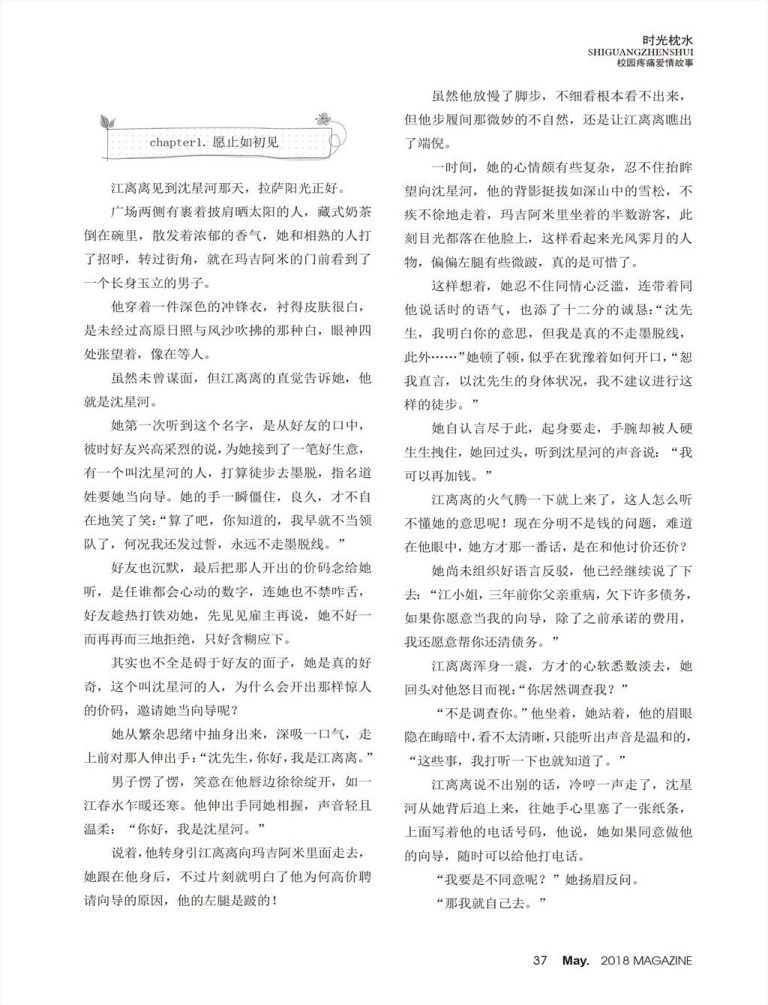 时光枕水
SHIGUANGZHENSHUI
校园疼痛爱情故事
chapter1. 愿止如初见
江离离见到沈星河那天，拉萨阳光正好。
广场两侧有裹着披肩晒太阳的人，藏式奶茶
倒在碗里，散发着浓郁的香气，她和相熟的人打
了招呼，转过街角，就在玛吉阿米的门前看到了
一个长身玉立的男子。
他穿着一件深色的冲锋衣，衬得皮肤很白，
是未经过高原日照与风沙吹拂的那种白，眼神四
处张望着，像在等人。
虽然未曾谋面，但江离离的直觉告诉她，他
就是沈星河。
她第一次听到这个名字，是从好友的口中，
彼时好友兴高采烈的说，为她接到了一笔好生意，
有一个叫沈星河的人，打算徒步去墨脱，指名道
姓要她当向导。她的手一瞬僵住，良久，才不自
在地笑了笑：“算了吧，你知道的，我早就不当领
队了，何况我还发过誓，永远不走墨脱线。”
好友也沉默，最后把那人开出的价码念给她
听，是任谁都会心动的数字，连她也不禁咋舌，
好友趁热打铁劝她，先见见雇主再说，她不好一
而再再而三地拒绝，只好含糊应下。
其实也不全是碍于好友的面子，她是真的好
奇，这个叫沈星河的人，为什么会开出那样惊人
的价码，邀请她当向导呢？
她从繁杂思绪中抽身出来，深吸一口气，走
上前对那人伸出手：“沈先生，你好，我是江离离。”
男子愣了愣，笑意在他唇边徐徐绽开，如一
江春水乍暖还寒。他伸出手同她相握，声音轻且
温柔：“你好，我是沈星河。”
说着，他转身引江离离向玛吉阿米里面走去，
她跟在他身后，不过片刻就明白了他为何高价聘
请向导的原因，他的左腿是跛的！
虽然他放慢了脚步，不细看根本看不出来，
但他步履间那微妙的不自然，还是让江离离瞧出
了端倪。
一时间，她的心情颇有些复杂，忍不住抬眸
望向沈星河，他的背影挺拔如深山中的雪松，不
疾不徐地走着，玛吉阿米里坐着的半数游客，此
刻目光都落在他脸上，这样看起来光风霁月的人
物，偏偏左腿有些微跛，真的是可惜了。
这样想着，她忍不住同情心泛滥，连带着同
他说话时的语气，也添了十二分的诚恳：“沈先
生，我明白你的意思，但我是真的不走墨脱线，
此外……”她顿了顿，似乎在犹豫着如何开口，“恕
我直言，以沈先生的身体状况，我不建议进行这
样的徒步。”
她自认言尽于此，起身要走，手腕却被人硬
生生拽住，她回过头，听到沈星河的声音说：“我
可以再加钱。”
江离离的火气腾一下就上来了，这人怎么听
不懂她的意思呢！现在分明不是钱的问题，难道
在他眼中，她方才那一番话，是在和他讨价还价？
她尚未组织好语言反驳，他已经继续说了下
去：“江小姐，三年前你父亲重病，欠下许多债务，
如果你愿意当我的向导，除了之前承诺的费用，
我还愿意帮你还清债务。”
江离离浑身一震，方才的心软悉数淡去，她
回头对他怒目而视：“你居然调查我？”
“不是调查你。”他坐着，她站着，他的眉眼
隐在晦暗中，看不太清晰，只能听出声音是温和的，
“这些事，我打听一下也就知道了。”
江离离说不出别的话，冷哼一声走了，沈星
河从她背后追上来，往她手心里塞了一张纸条，
上面写着他的电话号码，他说，她如果同意做他
的向导，随时可以给他打电话。
“我要是不同意呢？”她扬眉反问。
“那我就自己去。”
37 May. 2018 MAGAZINE